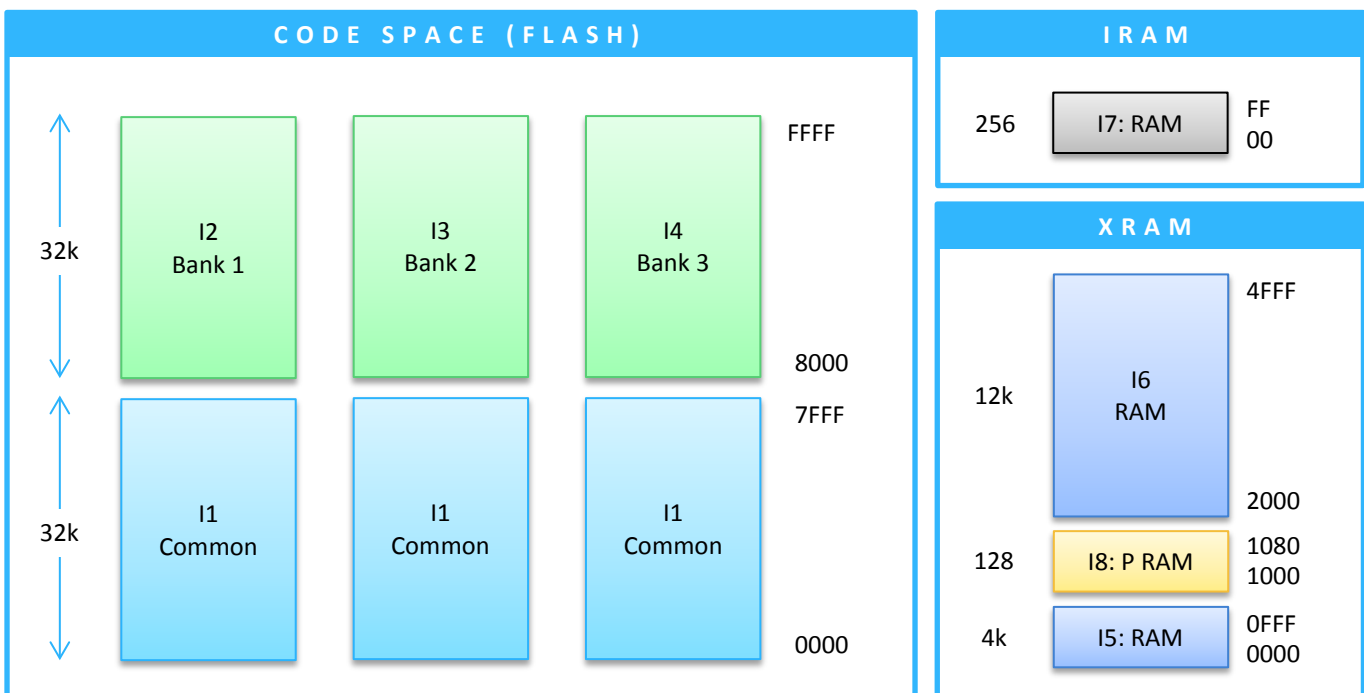 CODE SPACE (FLASH)
32k
I2
Bank 1
I3
Bank 2
I4
Bank 3
FFFF
8000
32k
I1
Common
I1
Common
I1
Common
7FFF
0000
IRAM
256
I7: RAM
FF
00
XRAM
12k
I6
RAM
4FFF
2000
128
I8: P RAM
1080
1000
4k
I5: RAM
0FFF
0000